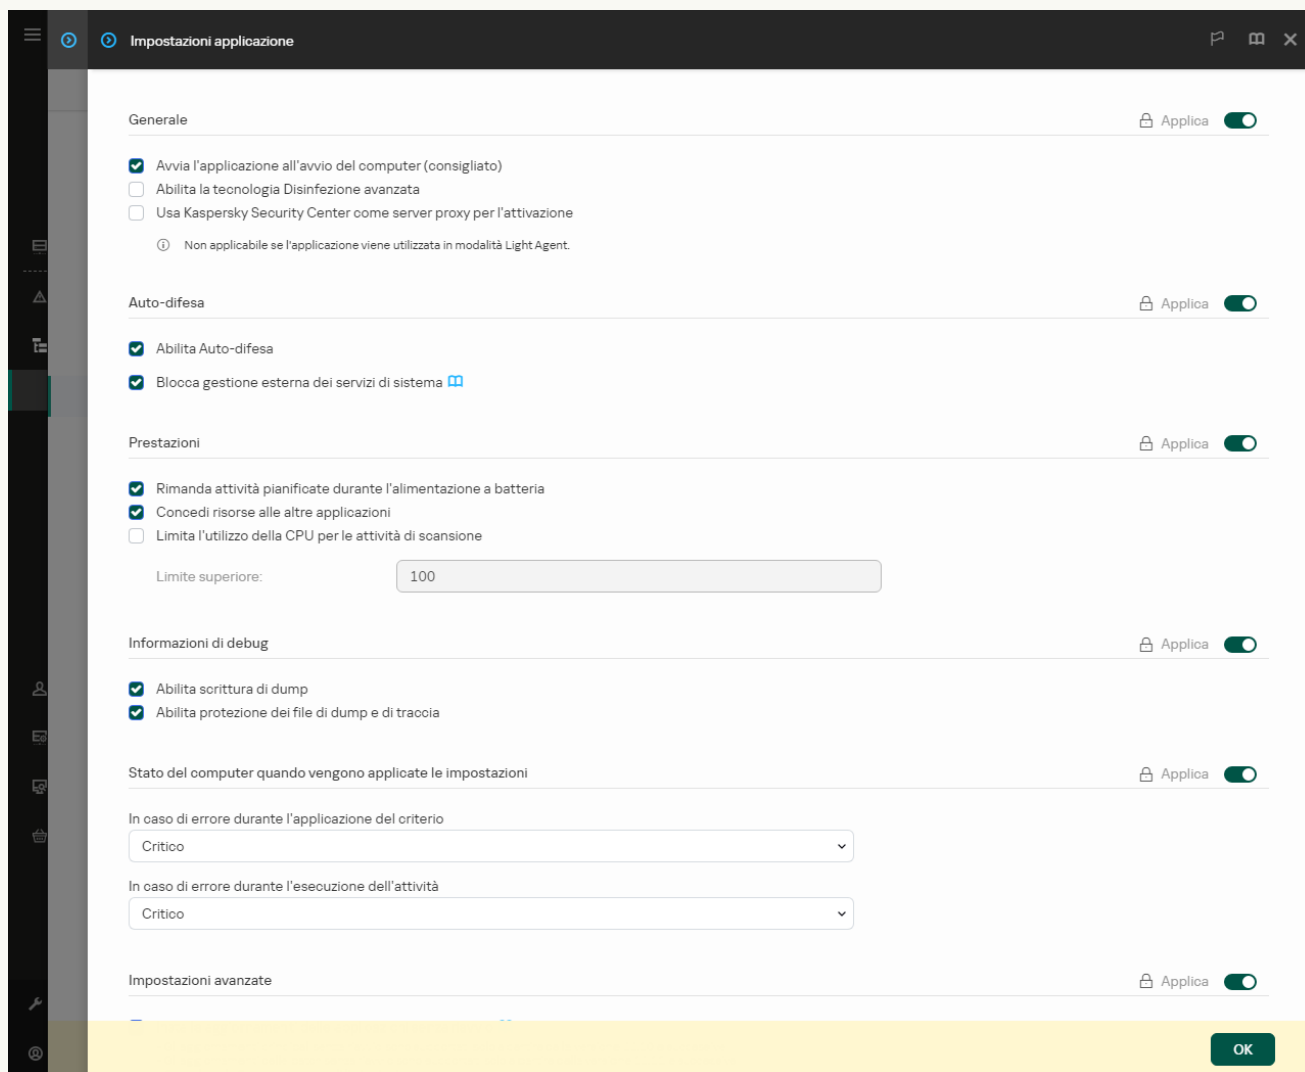 Impostazioni applicazione
Generale
Applica
Avvia l'applicazione all'avvio del computer (consigliato)
Abilita la tecnologia Disinfezione avanzata
Usa Kaspersky Security Center come server proxy per l'attivazione
Non applicabile se l'applicazione viene utilizzata in modalità Light Agent.
Auto-difesa
Applica
Abilita Auto-difesa
Blocca gestione esterna dei servizi di sistema
Prestazioni
Applica
Rimanda attività pianificate durante l'alimentazione a batteria
Concedi risorse alle altre applicazioni
Limita l'utilizzo della CPU per le attività di scansione
Limite superiore:
100
Informazioni di debug
Applica
Abilita scrittura di dump
Abilita protezione dei file di dump e di traccia
Stato del computer quando vengono applicate le impostazioni
Applica
In caso di errore durante l'applicazione del criterio
Critico
In caso di errore durante l'esecuzione dell'attività
Critico
Impostazioni avanzate
Applica
OK